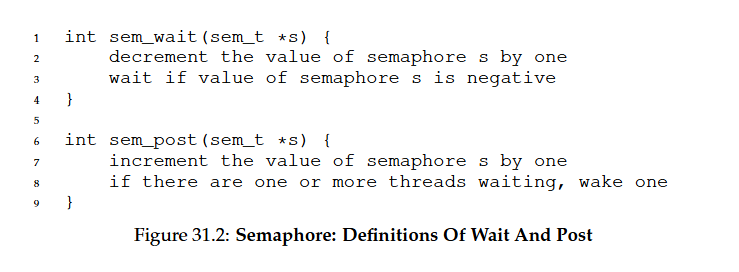 1 int sem_wait(sem_t *s) {
2 decrement the value of semaphore s by one
3 wait if value of semaphore s is negative
4 }
5
6 int sem_post(sem_t *s) {
7 increment the value of semaphore s by one
8 if there are one or more threads waiting, wake one
9 }
Figure 31.2: Semaphore: Definitions Of Wait And Post